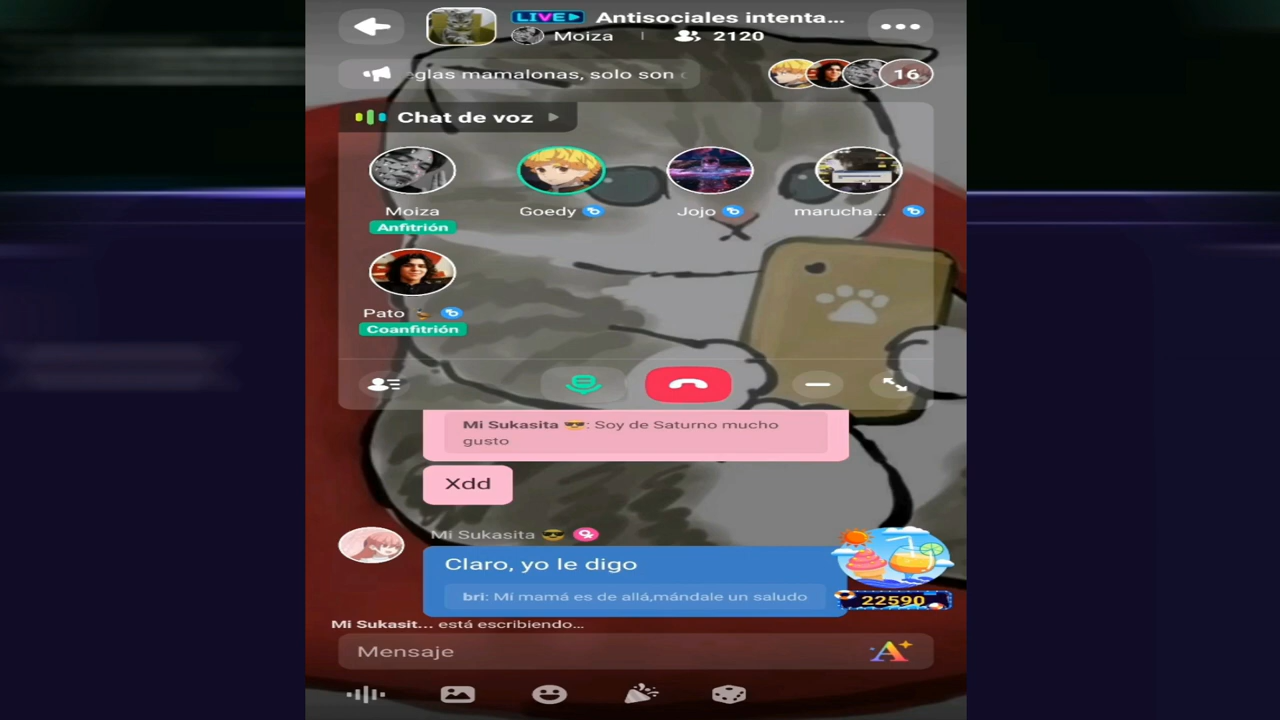 LIVE Antisociales intenta...
Moiza 2120
glas mamalonas, solo son
16
Chat de voz
Moiza Goedy Jojo marucha...
Anfitrión
Pato
Coanfitrión
Mi Sukasita 😎: Soy de Saturno mucho
gusto
Xdd
Mi Sukasita 😎
Claro, yo le digo
bri: Mí mamá es de allá,mándale un saludo
22590
Mi Sukasit... está escribiendo...
Mensaje